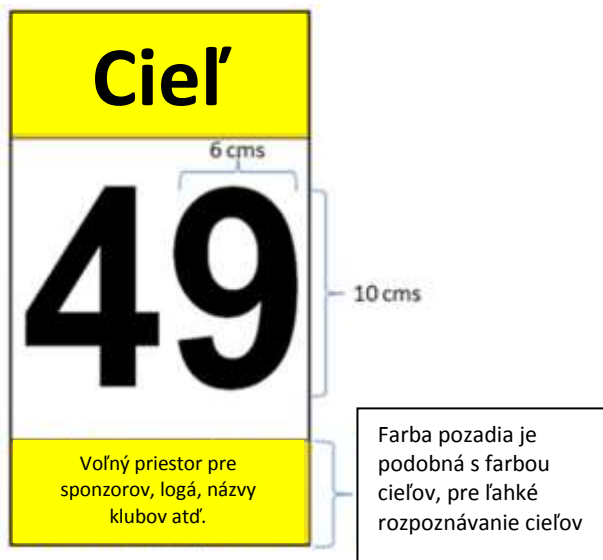 Cieľ
6 cms
49
10 cms
Voľný priestor pre
sponzorov, logá, názvy
klubov atď.
Farba pozadia je
podobná s farbou
cieľov, pre ľahké
rozpoznávanie cieľov